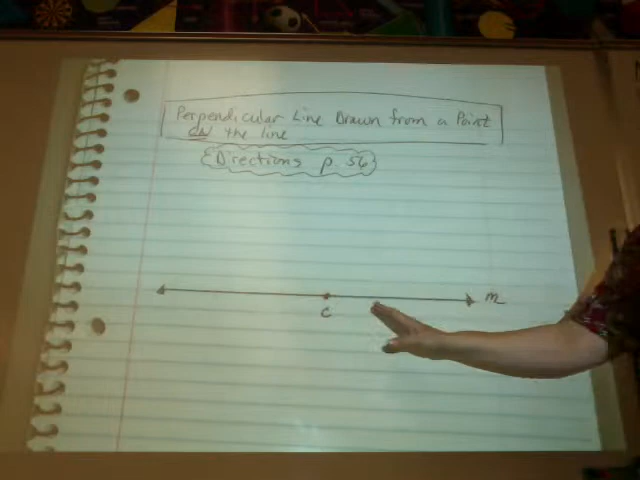 Perpendicular Line Drawn from a Point
ON the line
Directions p. 56
C
m